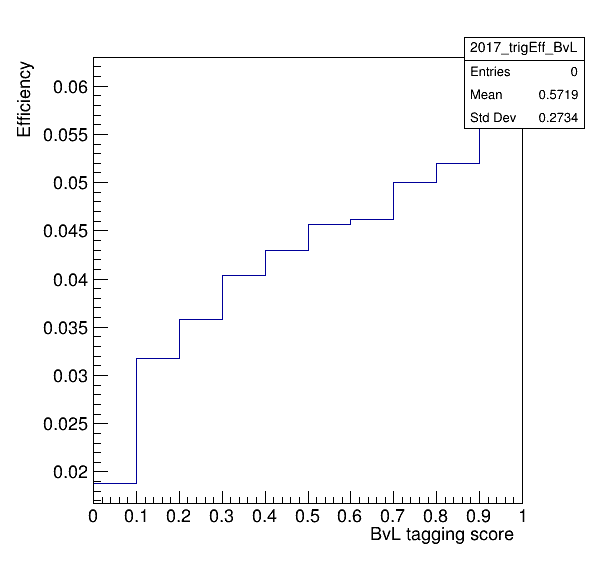 2017_trigEff_BvL
Entries 0
Mean 0.5719
Std Dev 0.2734
Efficiency
0.06
0.055
0.05
0.045
0.04
0.035
0.03
0.025
0.02
0 0.1 0.2 0.3 0.4 0.5 0.6 0.7 0.8 0.9 1
BvL tagging score